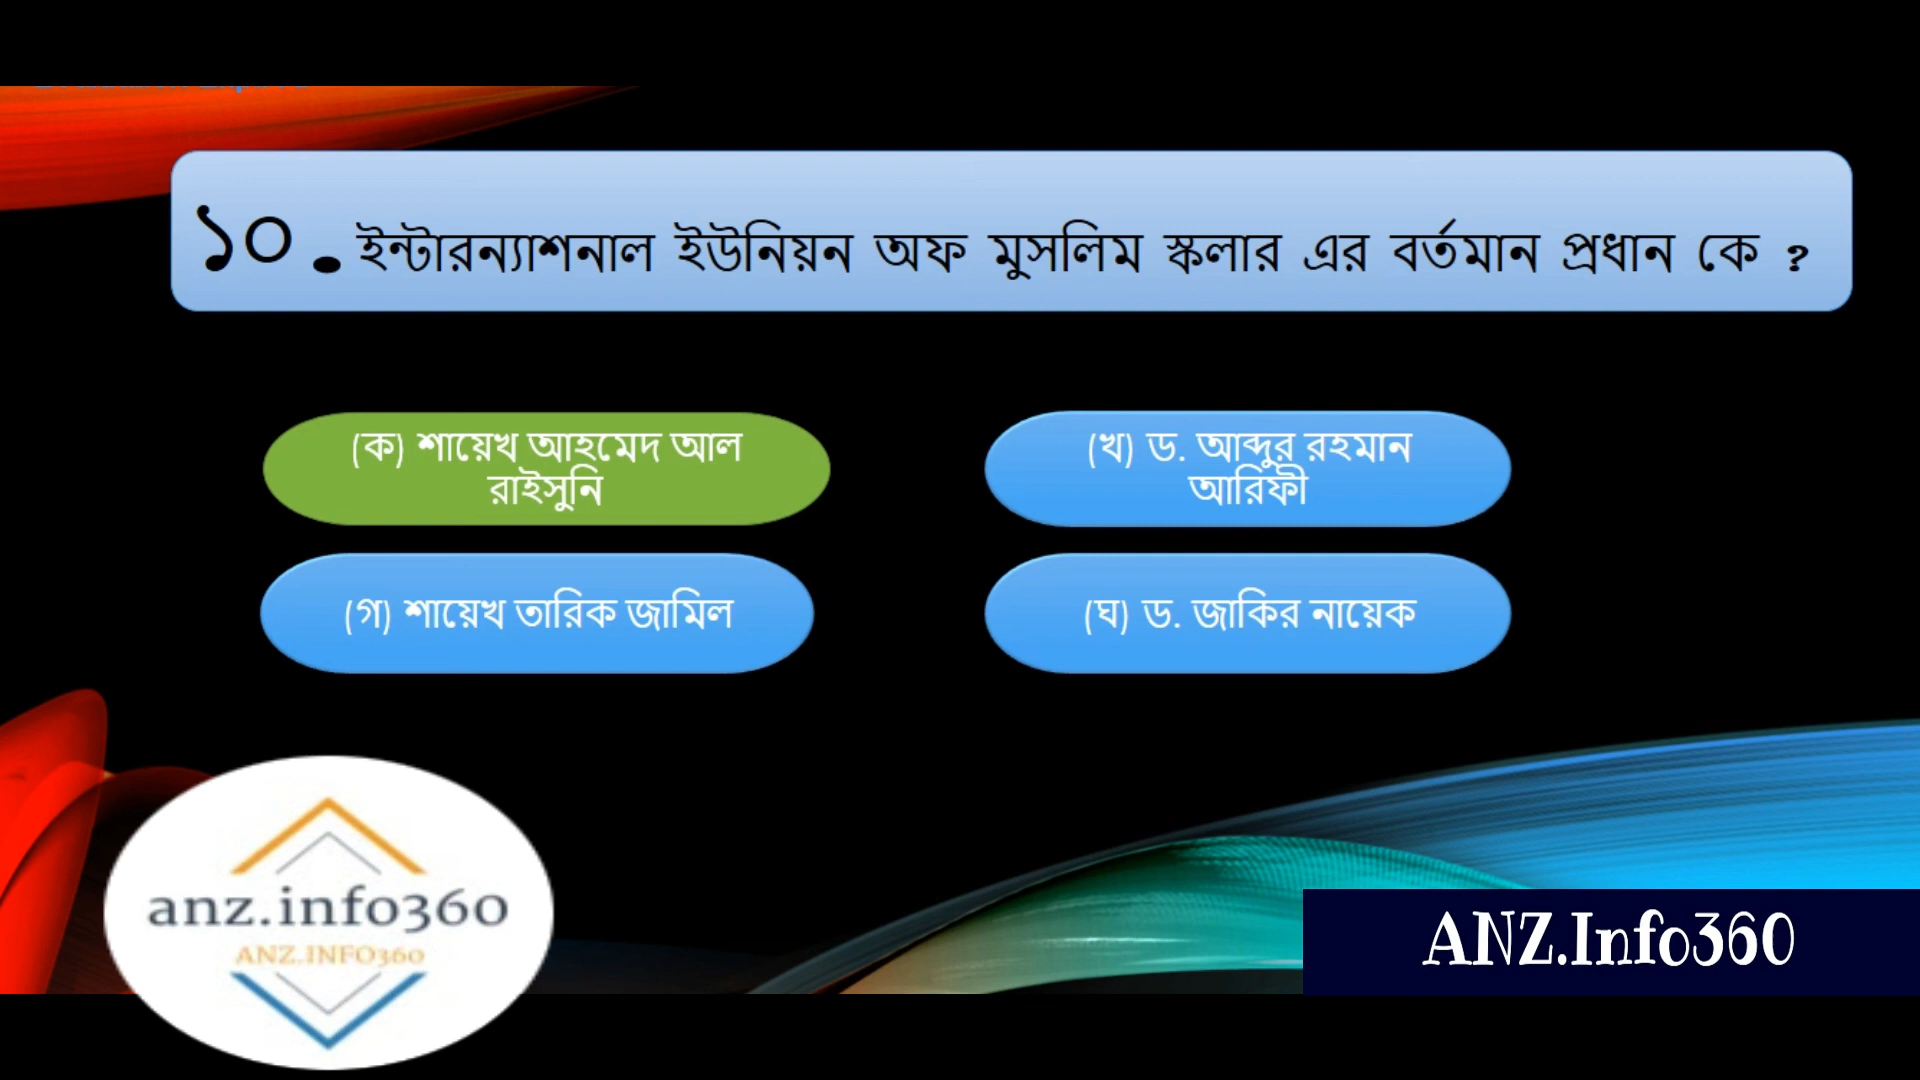 ১০. ইন্টারন্যাশনাল ইউনিয়ন অফ মুসলিম স্কলার এর বর্তমান প্রধান কে ?
(ক) শায়েখ আহমেদ আল
রাইসুনি
(খ) ড. আব্দুর রহমান
আরিফী
(গ) শায়েখ তারিক জামিল
(ঘ) ড. জাকির নায়েক
anz.info360
ANZ.INFO360
ANZ.Info360